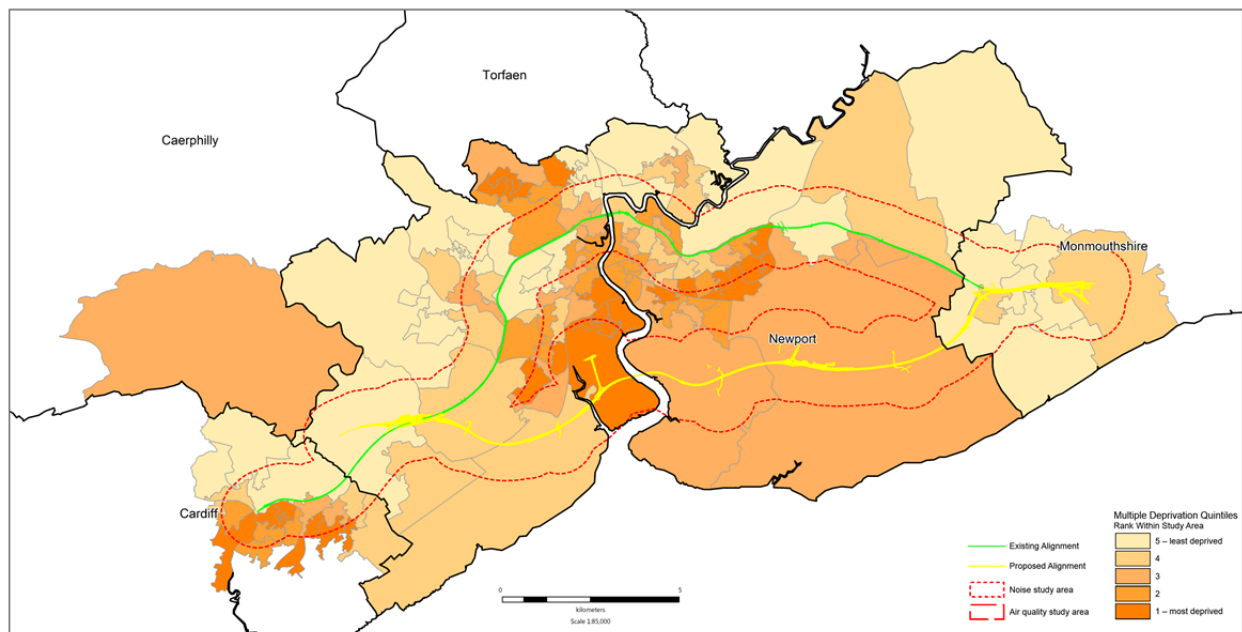 Torfaen
Caerphilly
Monmouthshire
Newport
Cardiff
Existing Alignment
Proposed Alignment
Noise study area
Air quality study area
Multiple Deprivation Quintiles
Rank Within Study Area
5 – least deprived
4
3
2
1 – most deprived
0 5
kilometers
Scale 1:85,000